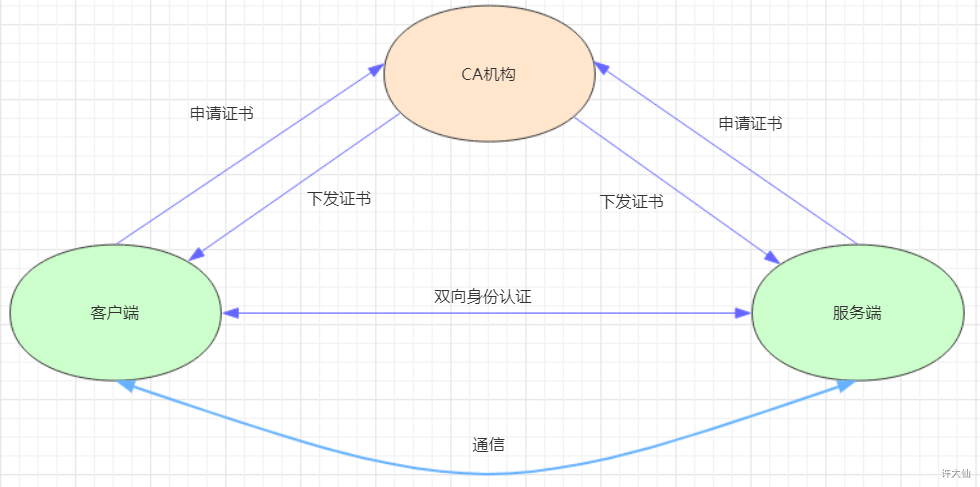 CA机构
申请证书
申请证书
下发证书
下发证书
双向身份认证
客户端
服务端
通信
许大仙